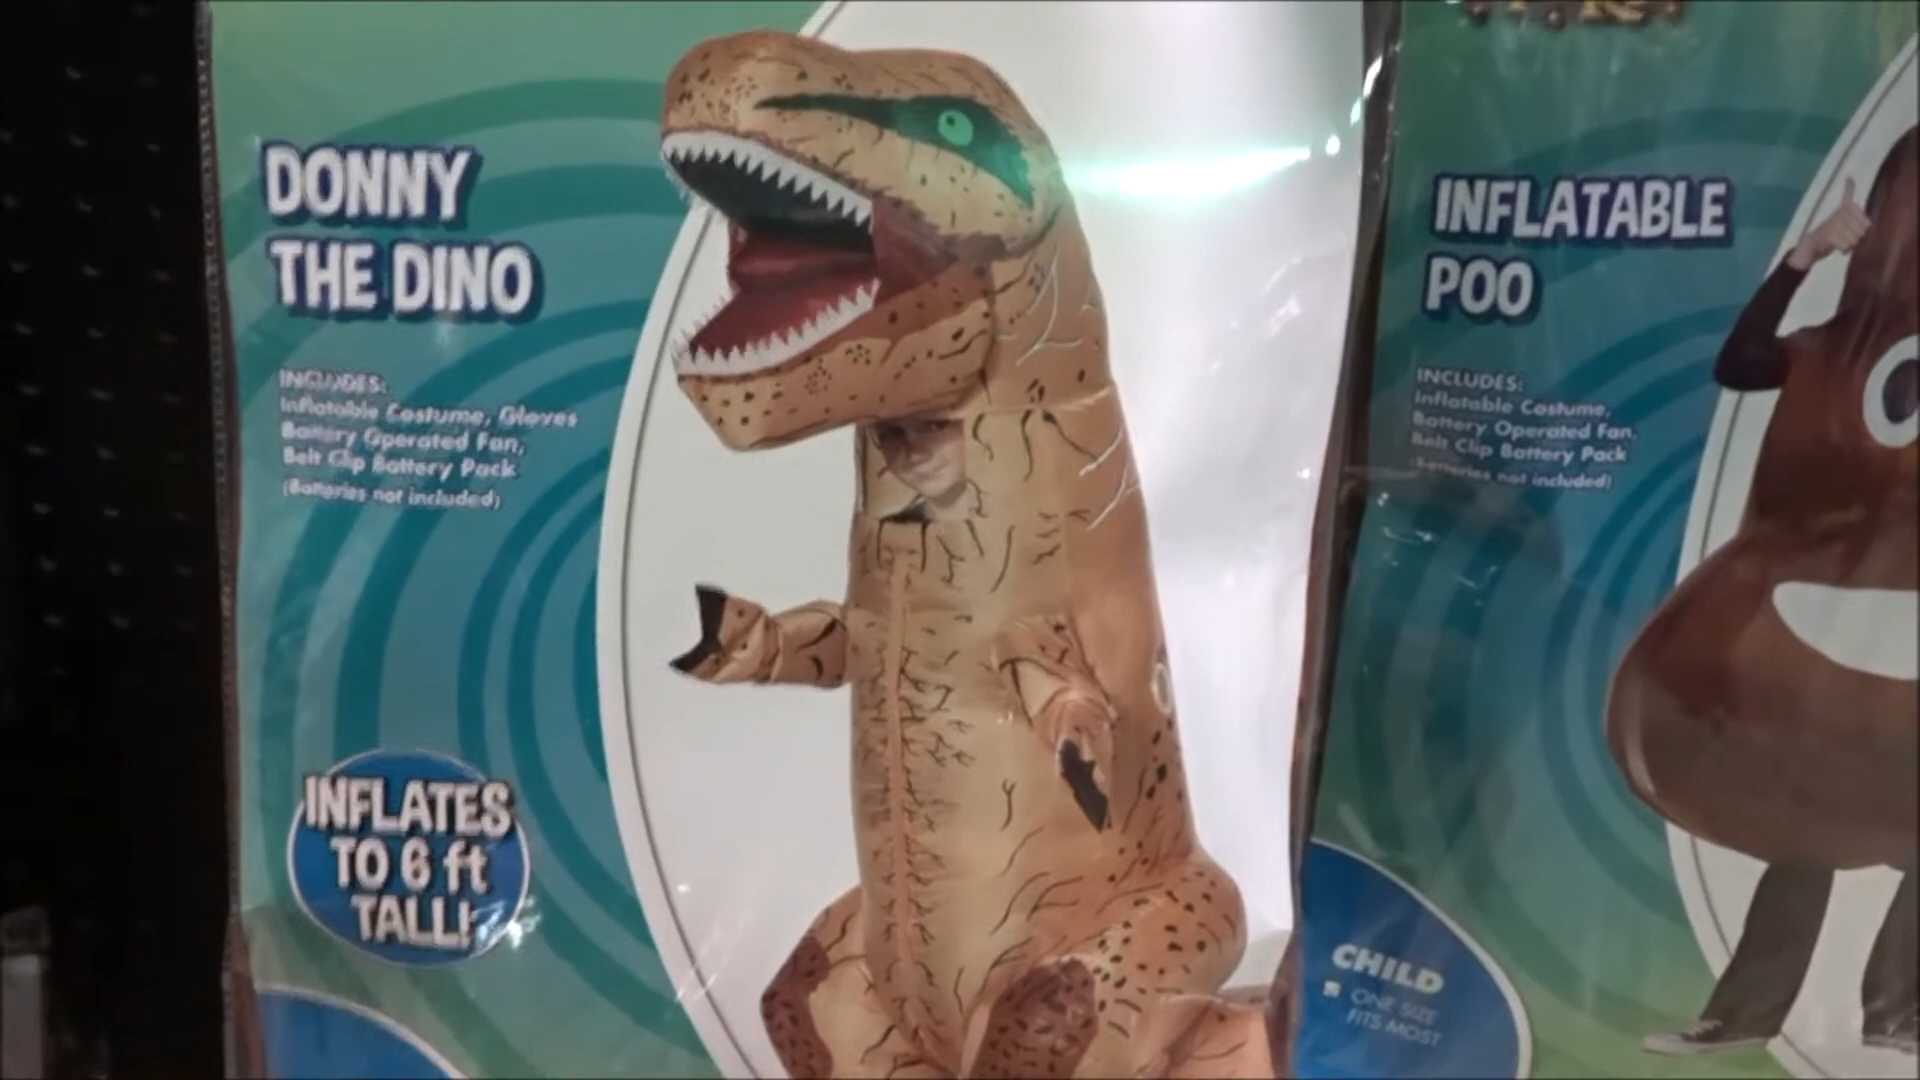 DONNY
THE DINO
INCLUDES:
Inflatable Costume, Gloves
Battery Operated Fan,
Belt Clip Battery Pack
(Batteries not included)
INFLATES
TO 6 ft
TALL!
INFLATABLE
POO
INCLUDES:
Inflatable Costume,
Battery Operated Fan,
Belt Clip Battery Pack
(Batteries not included)
CHILD
ONE SIZE
FITS MOST